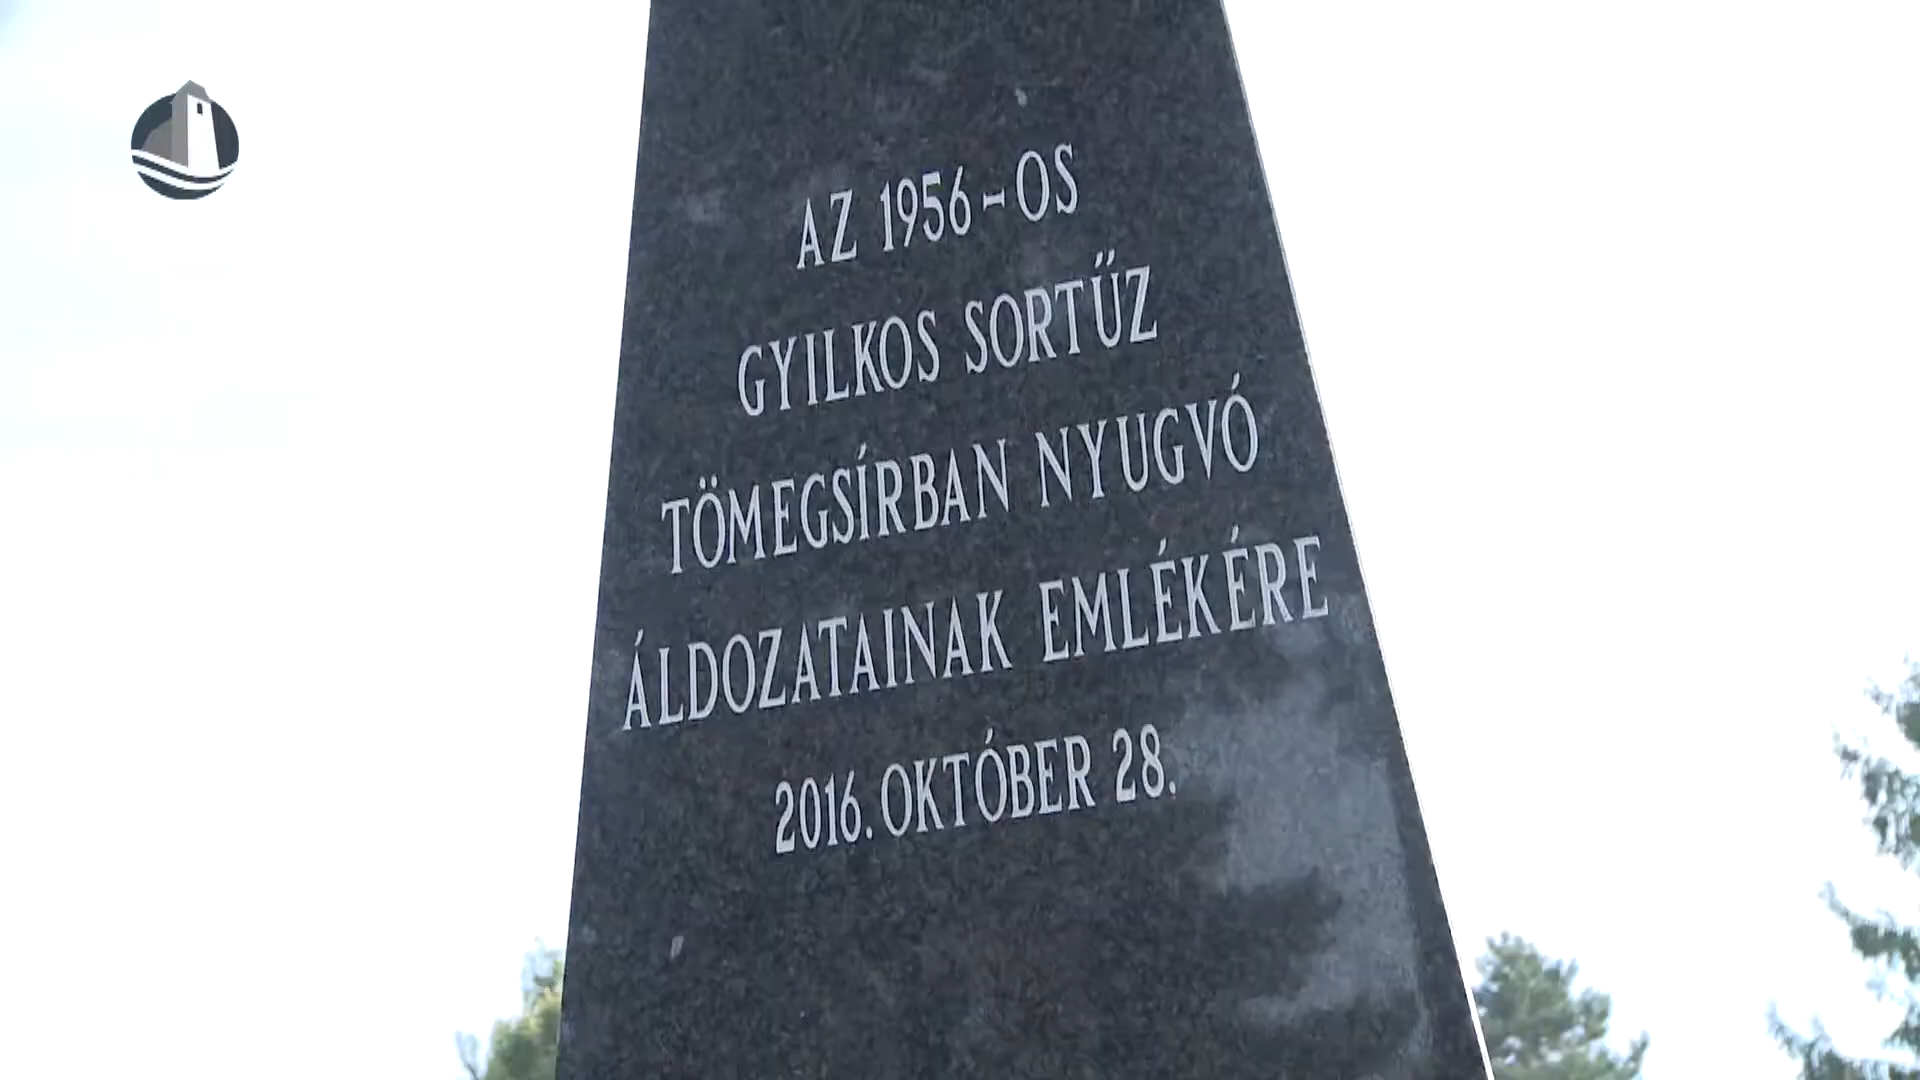 AZ 1956-OS
GYILKOS SORTŰZ
TÖMEGSÍRBAN NYUGVÓ
ÁLDOZATAINAK EMLÉKÉRE
2016. OKTÓBER 28.